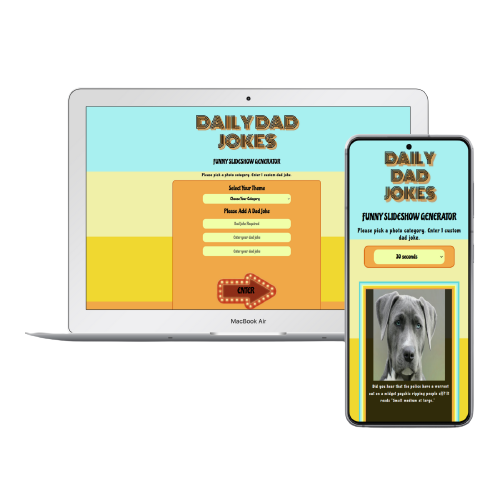 DAILY DAD
JOKES
FUNNY SLIDESHOW GENERATOR
Please pick a photo category. Enter 1 custom dad joke.
Select Your Theme
Choose Your Category
Please Add A Dad Joke
Dad Joke Required
Enter your dad joke
Enter your dad joke
ENTER
MacBook Air
DAILY
DAD
JOKES
FUNNY SLIDESHOW GENERATOR
Please pick a photo category. Enter 1 custom
dad joke.
30 seconds
Did you hear that the police have a warrant
out on a midget psychic ripping people off? It
reads "Small medium at large."